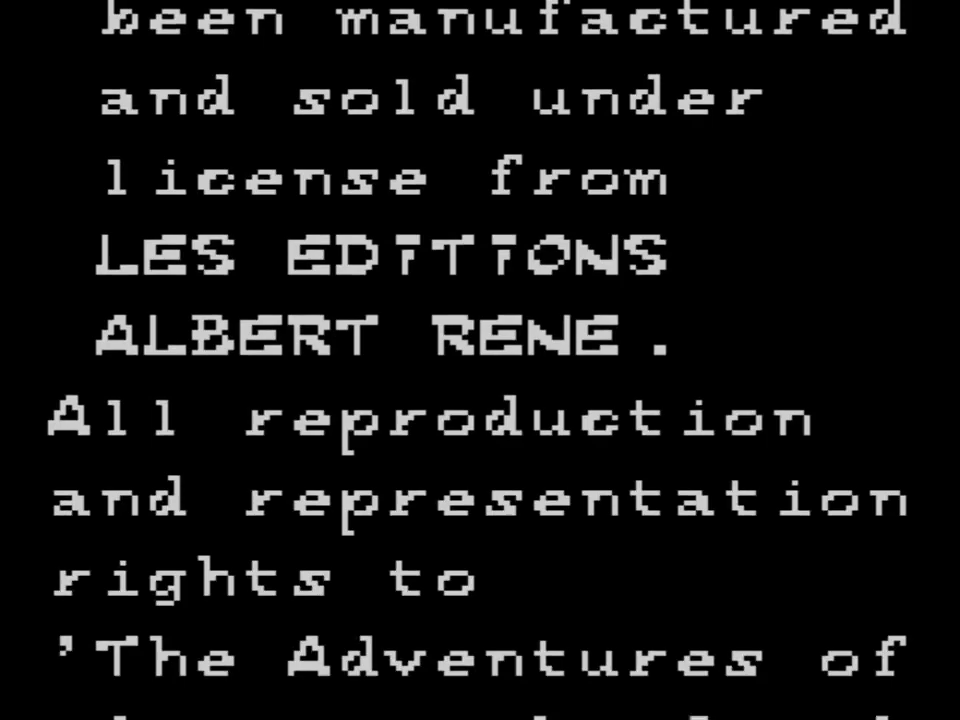 been manufactured
and sold under
license from
LES EDITIONS
ALBERT RENE.
All reproduction
and representation
rights to
'The Adventures of